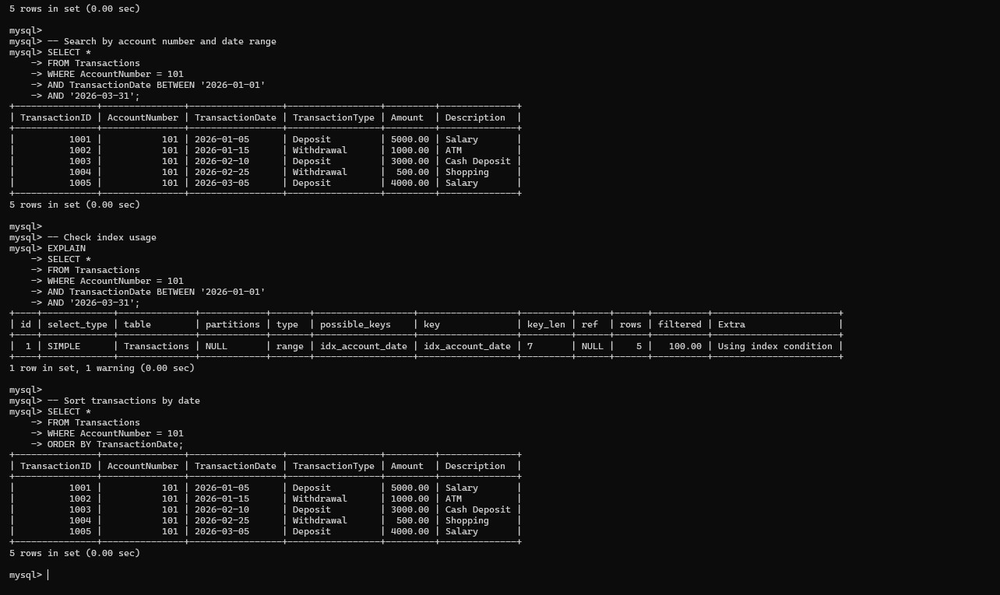 5 rows in set (0.00 sec)
mysql>
mysql> -- Search by account number and date range
mysql> SELECT *
    -> FROM Transactions
    -> WHERE AccountNumber = 101
    -> AND TransactionDate BETWEEN '2026-01-01'
    -> AND '2026-03-31';
+---------------+---------------+-----------------+-----------------+---------+--------------+
| TransactionID | AccountNumber | TransactionDate | TransactionType | Amount  | Description  |
+---------------+---------------+-----------------+-----------------+---------+--------------+
|          1001 |           101 | 2026-01-05      | Deposit         | 5000.00 | Salary       |
|          1002 |           101 | 2026-01-15      | Withdrawal      | 1000.00 | ATM          |
|          1003 |           101 | 2026-02-10      | Deposit         | 3000.00 | Cash Deposit |
|          1004 |           101 | 2026-02-25      | Withdrawal      |  500.00 | Shopping     |
|          1005 |           101 | 2026-03-05      | Deposit         | 4000.00 | Salary       |
+---------------+---------------+-----------------+-----------------+---------+--------------+
5 rows in set (0.00 sec)
mysql>
mysql> -- Check index usage
mysql> EXPLAIN
    -> SELECT *
    -> FROM Transactions
    -> WHERE AccountNumber = 101
    -> AND TransactionDate BETWEEN '2026-01-01'
    -> AND '2026-03-31';
+----+-------------+--------------+------------+-------+------------------+------------------+---------+------+------+----------+-----------------------+
| id | select_type | table        | partitions | type  | possible_keys    | key              | key_len | ref  | rows | filtered | Extra                 |
+----+-------------+--------------+------------+-------+------------------+------------------+---------+------+------+----------+-----------------------+
|  1 | SIMPLE      | Transactions | NULL       | range | idx_account_date | idx_account_date | 7       | NULL |    5 |   100.00 | Using index condition |
+----+-------------+--------------+------------+-------+------------------+------------------+---------+------+------+----------+-----------------------+
1 row in set, 1 warning (0.00 sec)
mysql>
mysql> -- Sort transactions by date
mysql> SELECT *
    -> FROM Transactions
    -> WHERE AccountNumber = 101
    -> ORDER BY TransactionDate;
+---------------+---------------+-----------------+-----------------+---------+--------------+
| TransactionID | AccountNumber | TransactionDate | TransactionType | Amount  | Description  |
+---------------+---------------+-----------------+-----------------+---------+--------------+
|          1001 |           101 | 2026-01-05      | Deposit         | 5000.00 | Salary       |
|          1002 |           101 | 2026-01-15      | Withdrawal      | 1000.00 | ATM          |
|          1003 |           101 | 2026-02-10      | Deposit         | 3000.00 | Cash Deposit |
|          1004 |           101 | 2026-02-25      | Withdrawal      |  500.00 | Shopping     |
|          1005 |           101 | 2026-03-05      | Deposit         | 4000.00 | Salary       |
+---------------+---------------+-----------------+-----------------+---------+--------------+
5 rows in set (0.00 sec)
mysql>